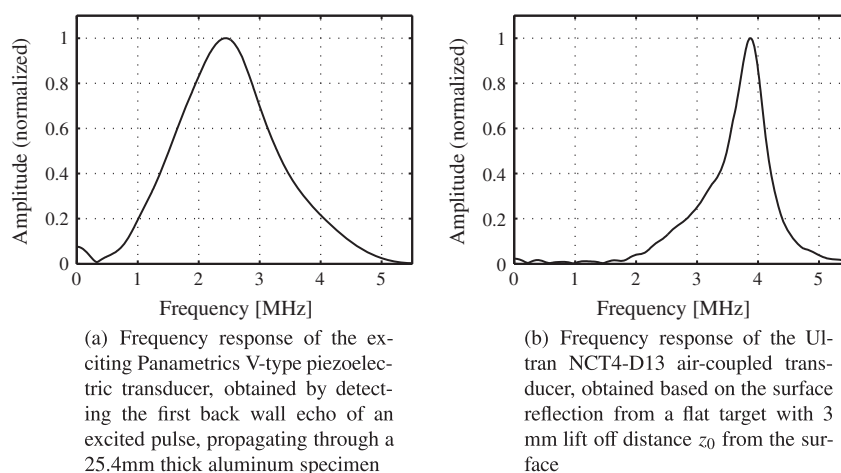 1
0.8
0.6
0.4
0.2
0
Amplitude (normalized)
0 1 2 3 4 5
Frequency [MHz]
(a) Frequency response of the ex-
citing Panametrics V-type piezoelec-
tric transducer, obtained by detect-
ing the first back wall echo of an
excited pulse, propagating through a
25.4mm thick aluminum specimen
1
0.8
0.6
0.4
0.2
0
Amplitude (normalized)
0 1 2 3 4 5
Frequency [MHz]
(b) Frequency response of the Ul-
tran NCT4-D13 air-coupled trans-
ducer, obtained based on the surface
reflection from a flat target with 3
mm lift off distance z0 from the sur-
face